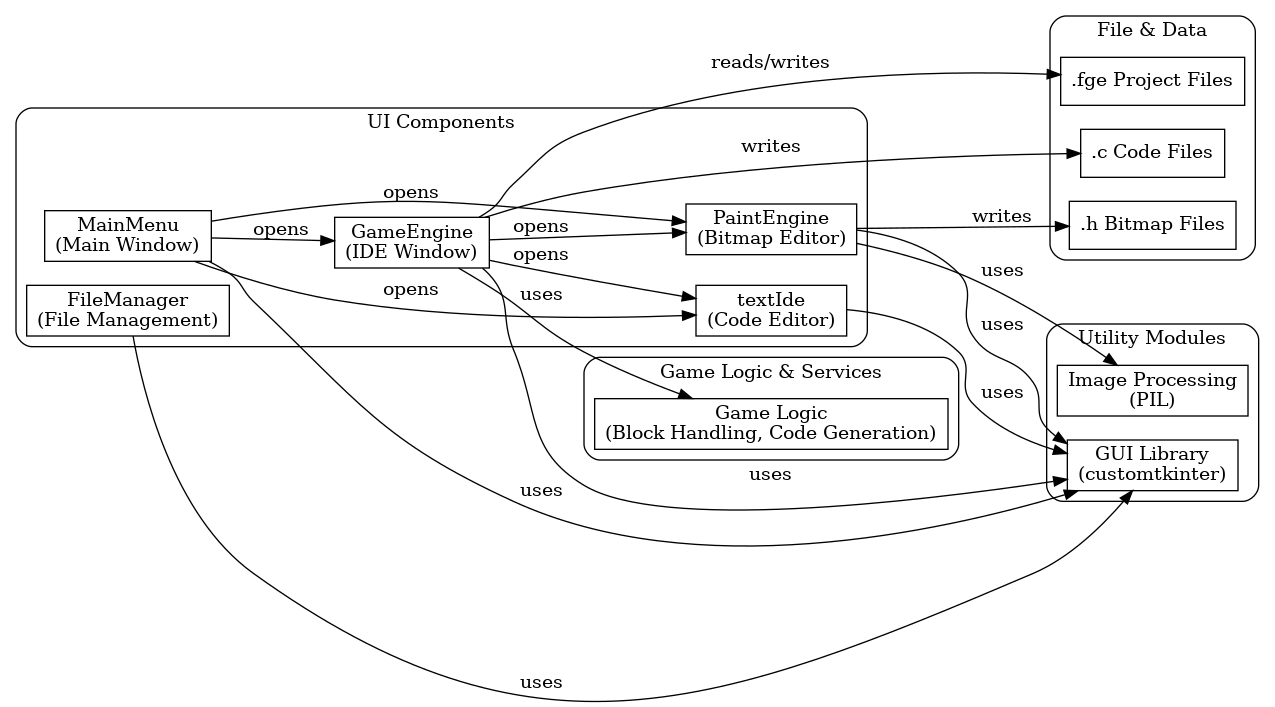 File & Data
reads/writes
.fge Project Files
UI Components
writes
.c Code Files
opens
MainMenu
(Main Window)
opens
GameEngine
(IDE Window)
opens
PaintEngine
(Bitmap Editor)
writes
.h Bitmap Files
opens
uses
FileManager
(File Management)
opens
uses
textIde
(Code Editor)
uses
Utility Modules
Game Logic & Services
Image Processing
(PIL)
uses
Game Logic
(Block Handling, Code Generation)
GUI Library
(customtkinter)
uses
uses
uses